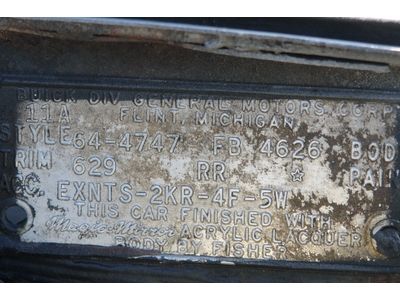 BUICK DIV GENERAL MOTORS CORP
11A FLINT, MICHIGAN
STYLE 64-4747 FB 4626 BOD
TRIM 629 RR ☆ PAIN
ACC. EXNTS-2KR-4F-5W
THIS CAR FINISHED WITH
Magic-Mirror ACRYLIC LACQUER
BODY BY FISHER